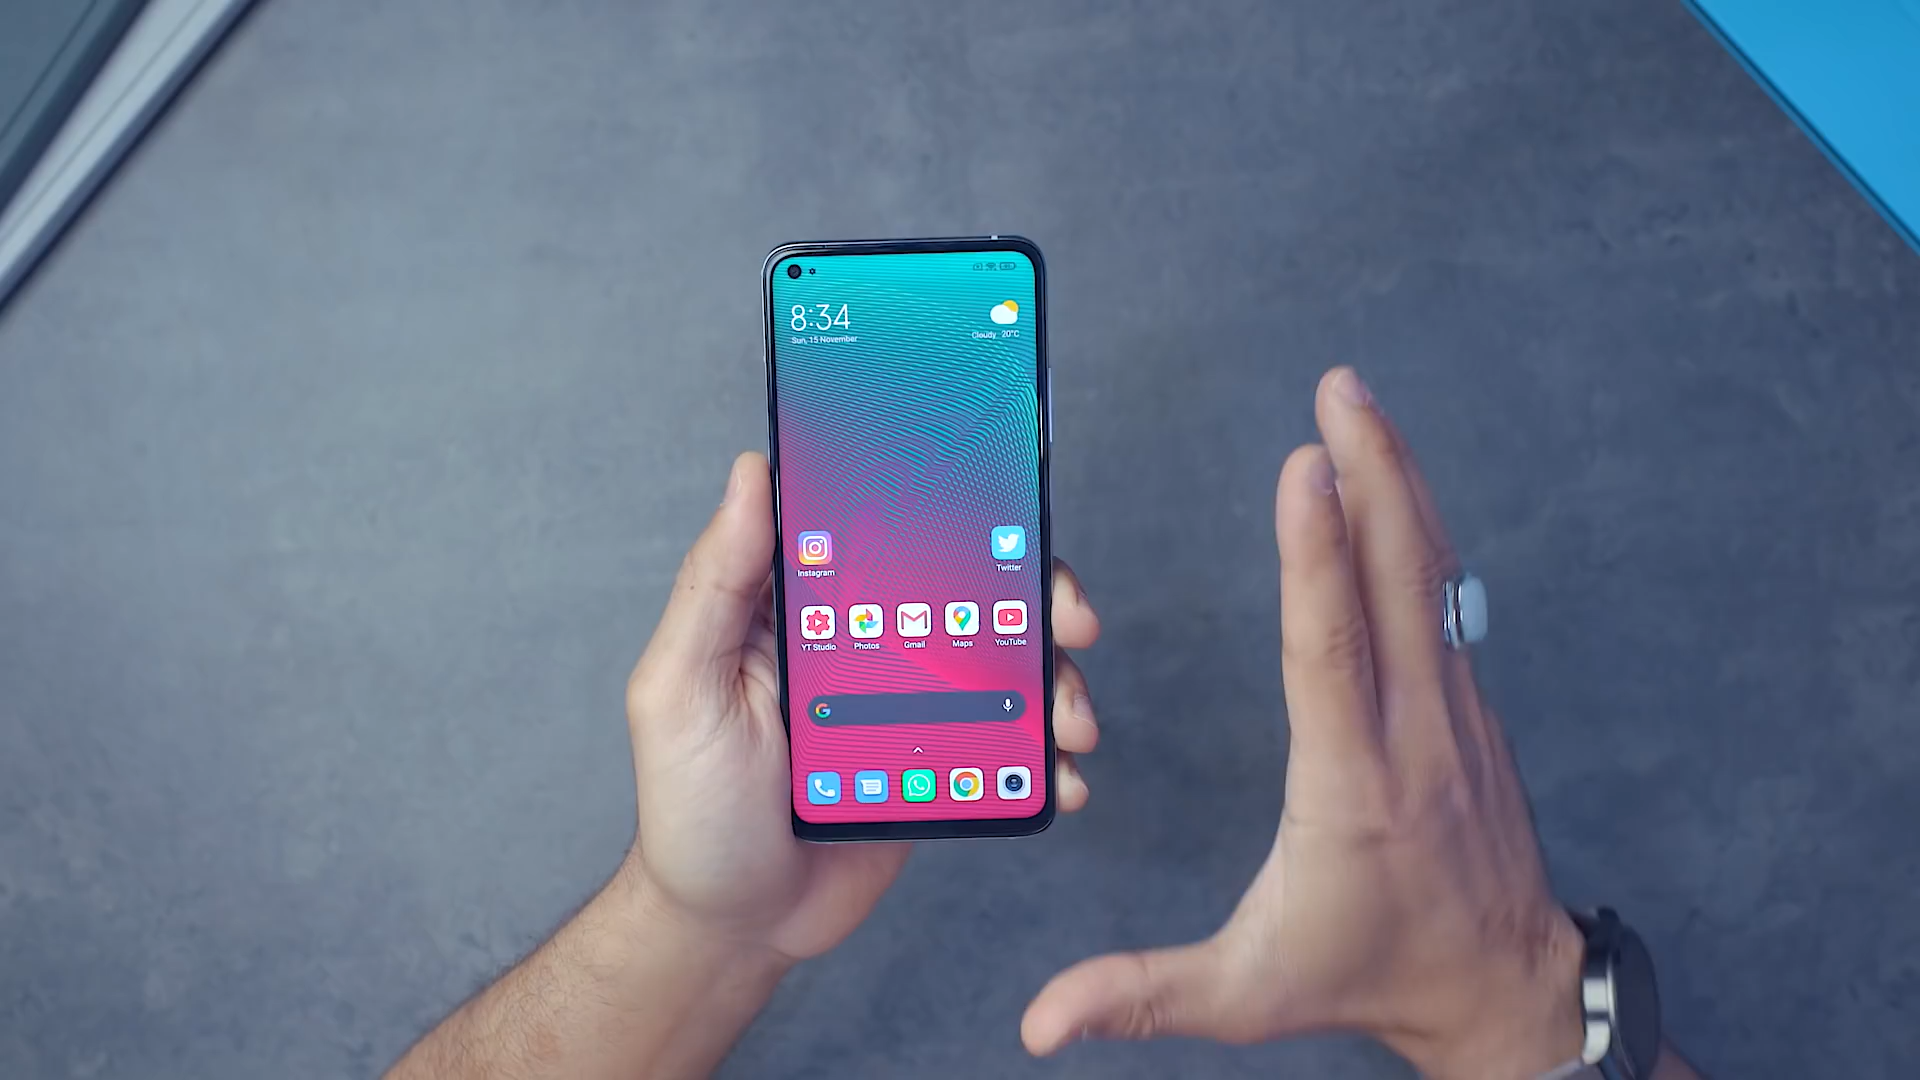 8:34
Sun, 15 November
Cloudy 20°C
Instagram
Twitter
YT Studio
Photos
Gmail
Maps
YouTube